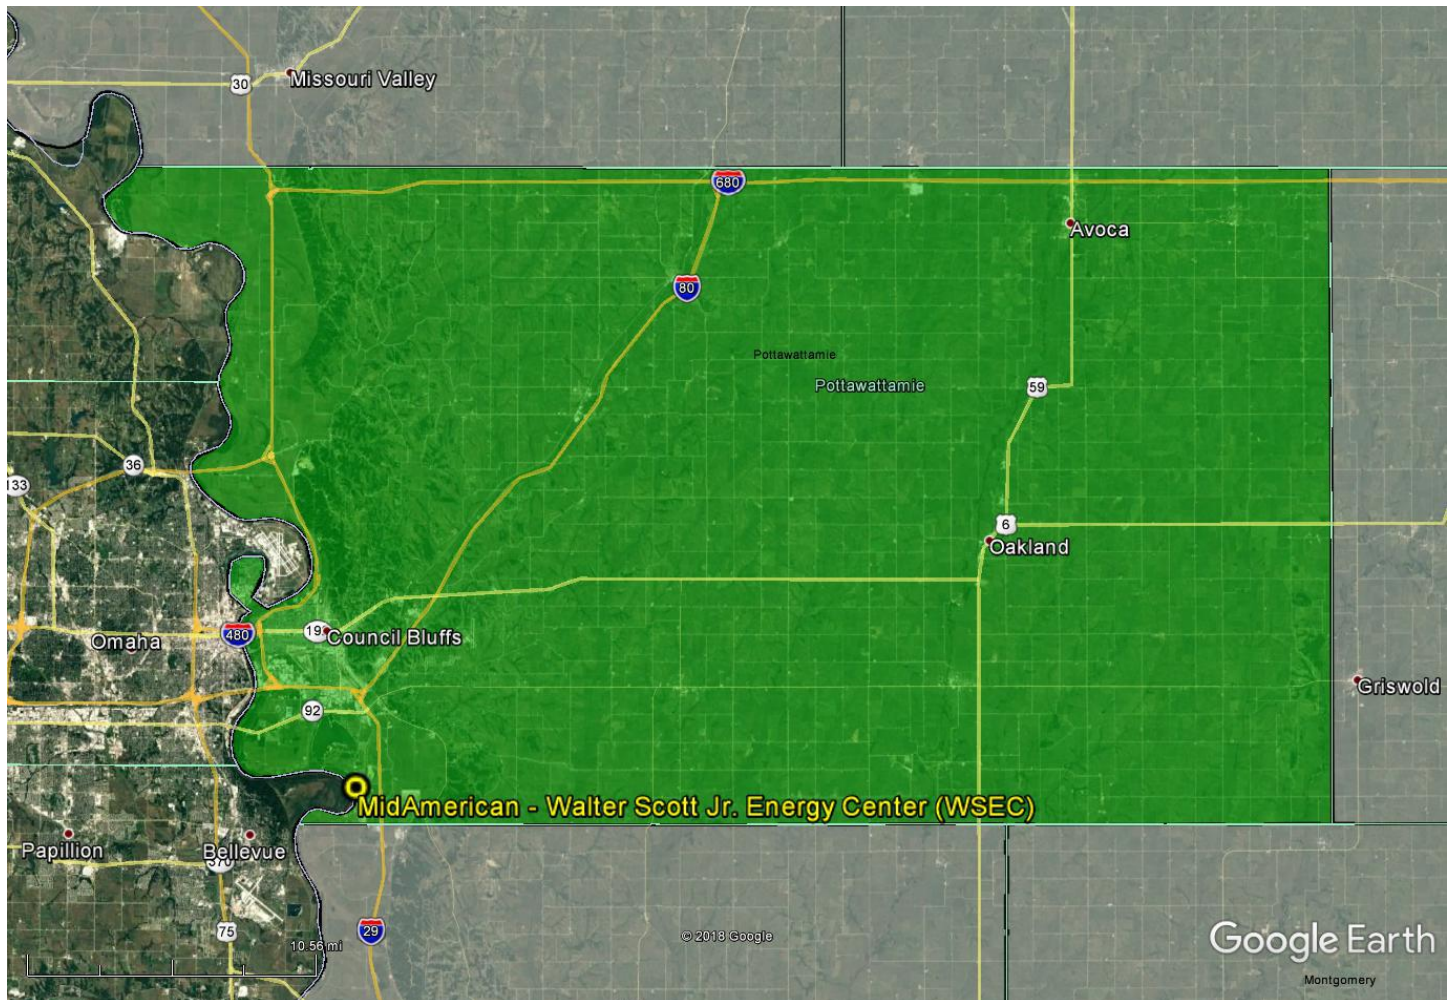 30
Missouri Valley
680
Avoca
80
Pottawattamie
Pottawattamie
59
36
133
6
Oakland
480
19
Council Bluffs
Omaha
Griswold
92
MidAmerican - Walter Scott Jr. Energy Center (WSEC)
Papillion
Bellevue
370
75
29
10.56 mi
© 2018 Google
Google Earth
Montgomery